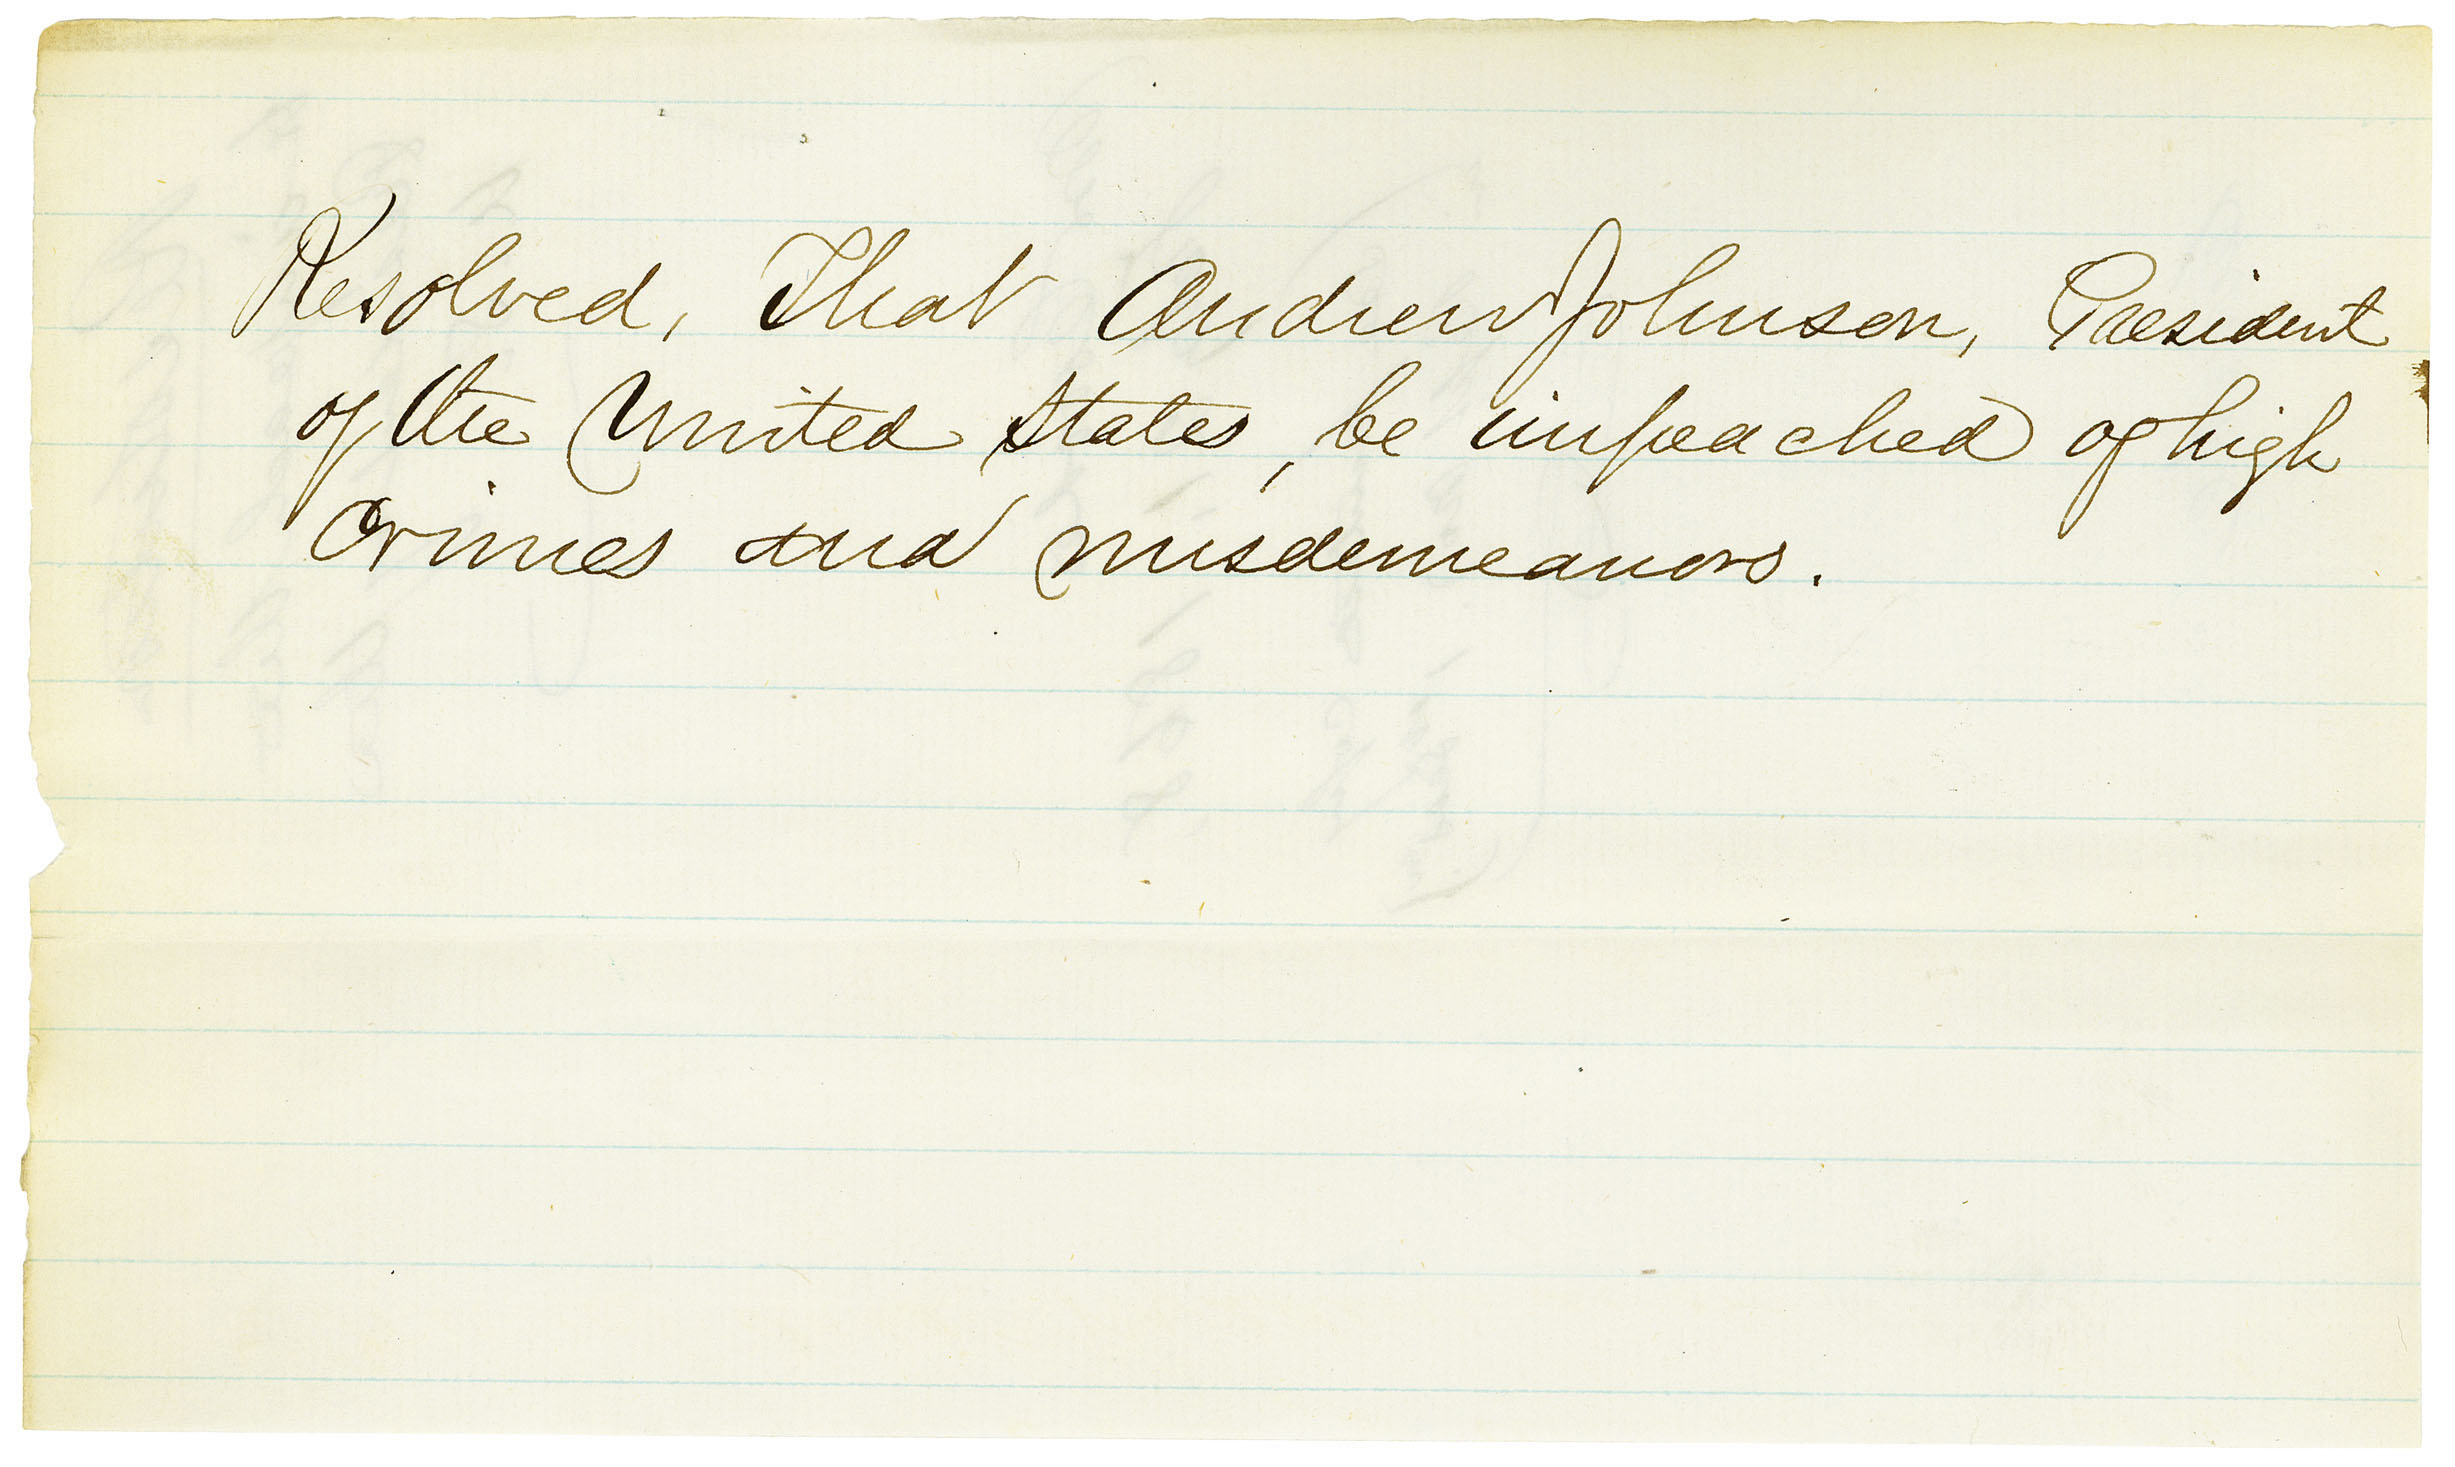 Resolved, That Andrew Johnson, President
of the United States, be impeached of high
crimes and misdemeanors.